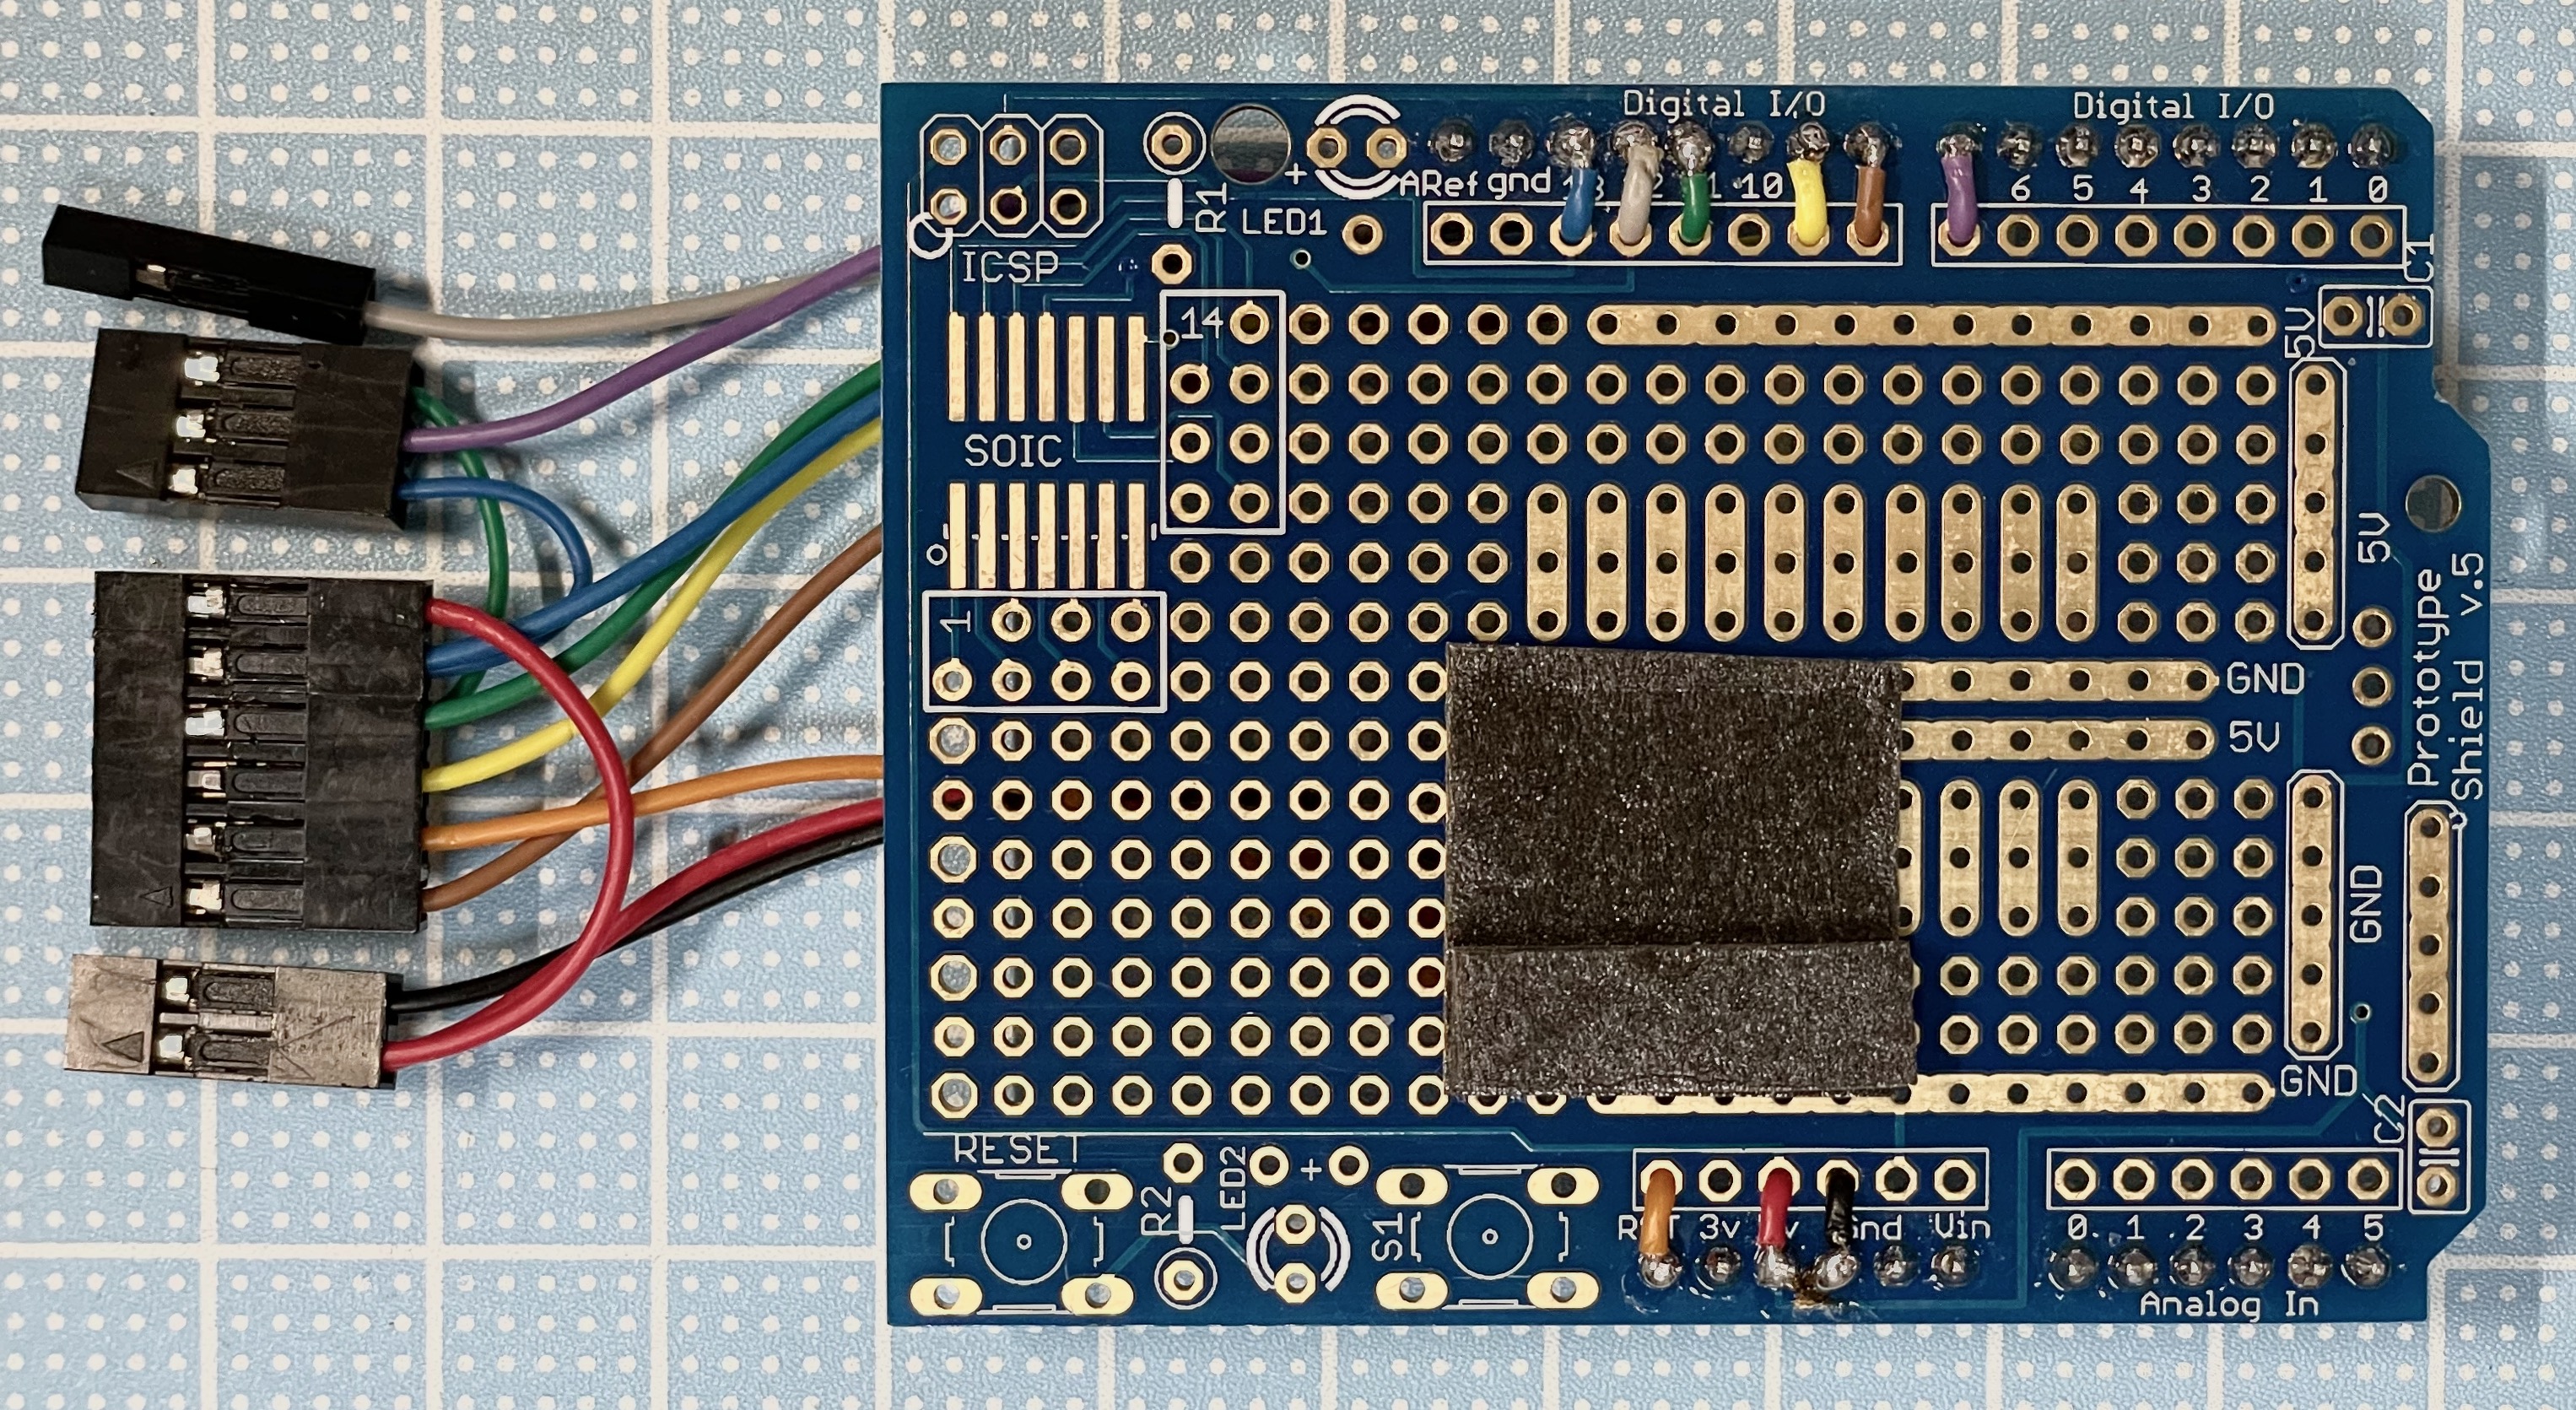 Digital I/O
Digital I/O
+
ARef gnd
10
6 5 4 3 2 1 0
R1
LED1
C1
ICSP
14
5V
SOIC
5V
1
GND
5V
Prototype
Shield v.5
GND
GND
C2
RESET
R2
LED2
+
S1
3v
Gnd
Vin
0 1 2 3 4 5
Analog In